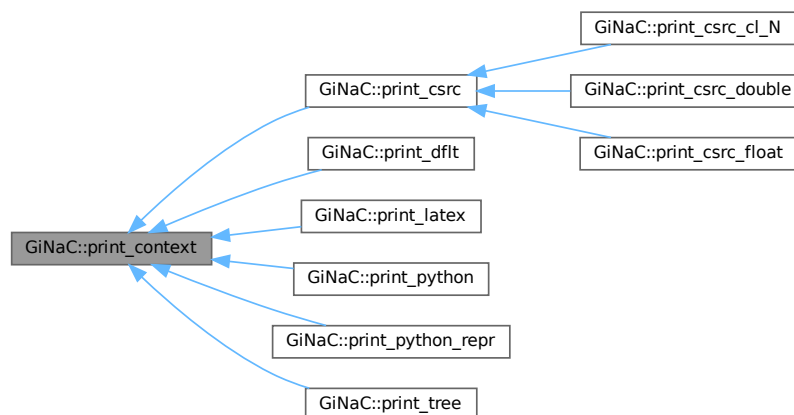 GiNaC::print_csrc_cl_N
GiNaC::print_csrc
GiNaC::print_csrc_double
GiNaC::print_dflt
GiNaC::print_csrc_float
GiNaC::print_latex
GiNaC::print_context
GiNaC::print_python
GiNaC::print_python_repr
GiNaC::print_tree